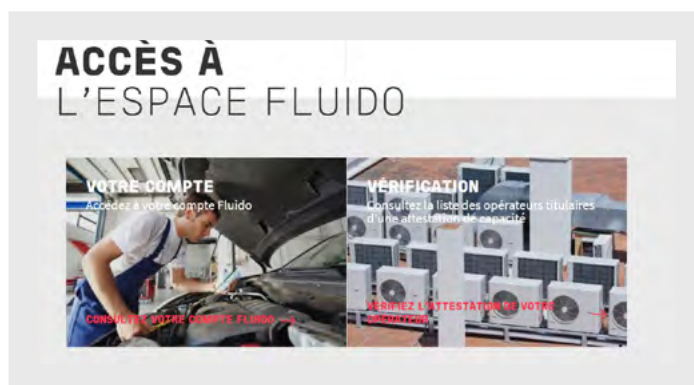 ACCÈS À
L'ESPACE FLUIDO
VOTRE COMPTE
Accédez à votre compte Fluido
CONSULTEZ VOTRE COMPTE FLUIDO →
VÉRIFICATION
Consultez la liste des opérateurs titulaires
d'une attestation de capacité
VÉRIFIEZ L'ATTESTATION DE VOTRE
OPÉRATEUR →